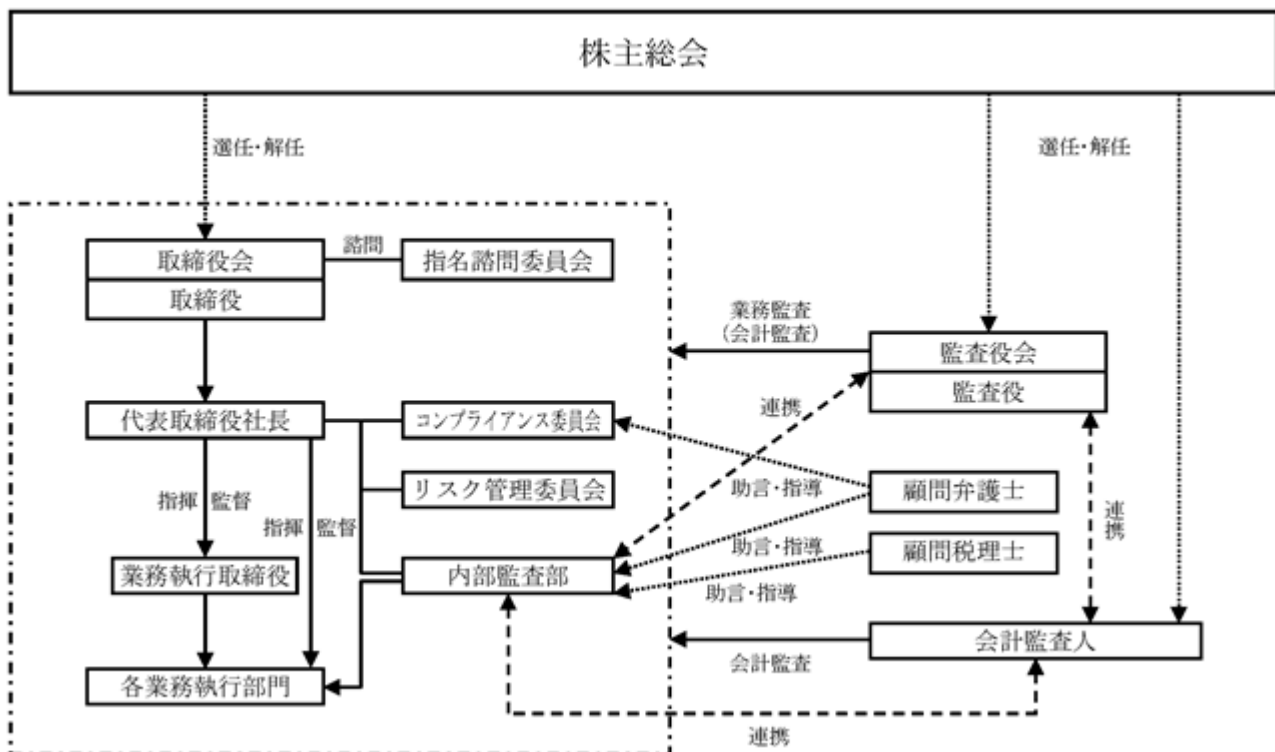 株主総会
選任・解任
選任・解任
取締役会
諮問
指名諮問委員会
取締役
業務監査
(会計監査)
監査役会
監査役
代表取締役社長
コンプライアンス委員会
連携
指揮
監督
指揮
監督
リスク管理委員会
助言・指導
顧問弁護士
連携
助言・指導
顧問税理士
業務執行取締役
内部監査部
助言・指導
会計監査人
会計監査
各業務執行部門
連携